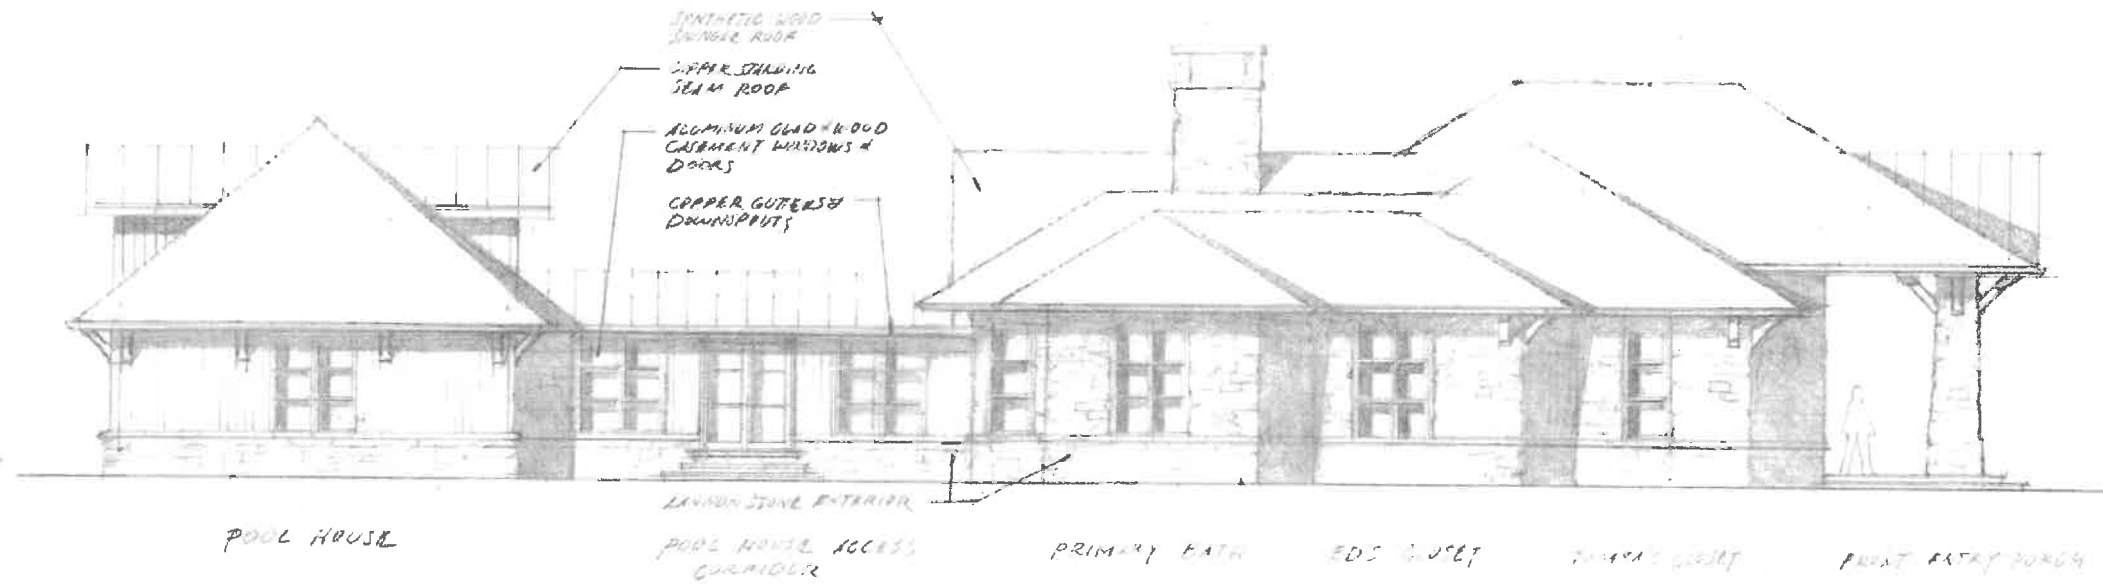 SYNTHETIC WOOD
SHINGLE ROOF
COPPER STANDING
SEAM ROOF
ALUMINUM CLAD WOOD
CASEMENT WINDOWS &
DOORS
COPPER GUTTERS &
DOWNSPOUTS
LANNON STONE EXTERIOR
POOL HOUSE
POOL HOUSE ACCESS
CORRIDOR
PRIMARY BATH
ED'S CLOSET
CLOSET
FRONT ENTRY PORCH